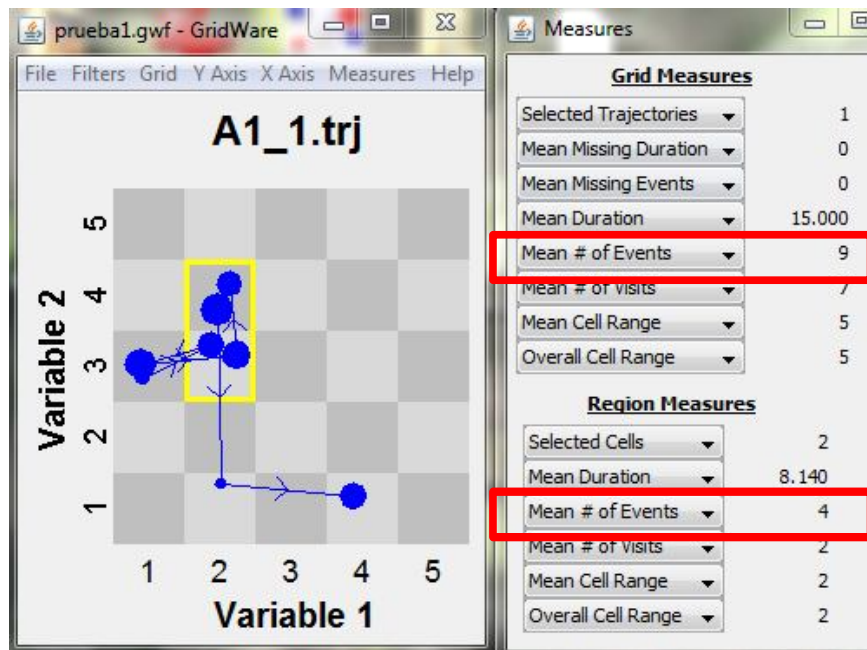 prueba1.gwf - GridWare
File Filters Grid Y Axis X Axis Measures Help
A1_1.trj
Variable 2
5
4
3
2
1
1 2 3 4 5
Variable 1
Measures
Grid Measures
Selected Trajectories 1
Mean Missing Duration 0
Mean Missing Events 0
Mean Duration 15.000
Mean # of Events 9
Mean # of Visits 7
Mean Cell Range 5
Overall Cell Range 5
Region Measures
Selected Cells 2
Mean Duration 8.140
Mean # of Events 4
Mean # of Visits 2
Mean Cell Range 2
Overall Cell Range 2